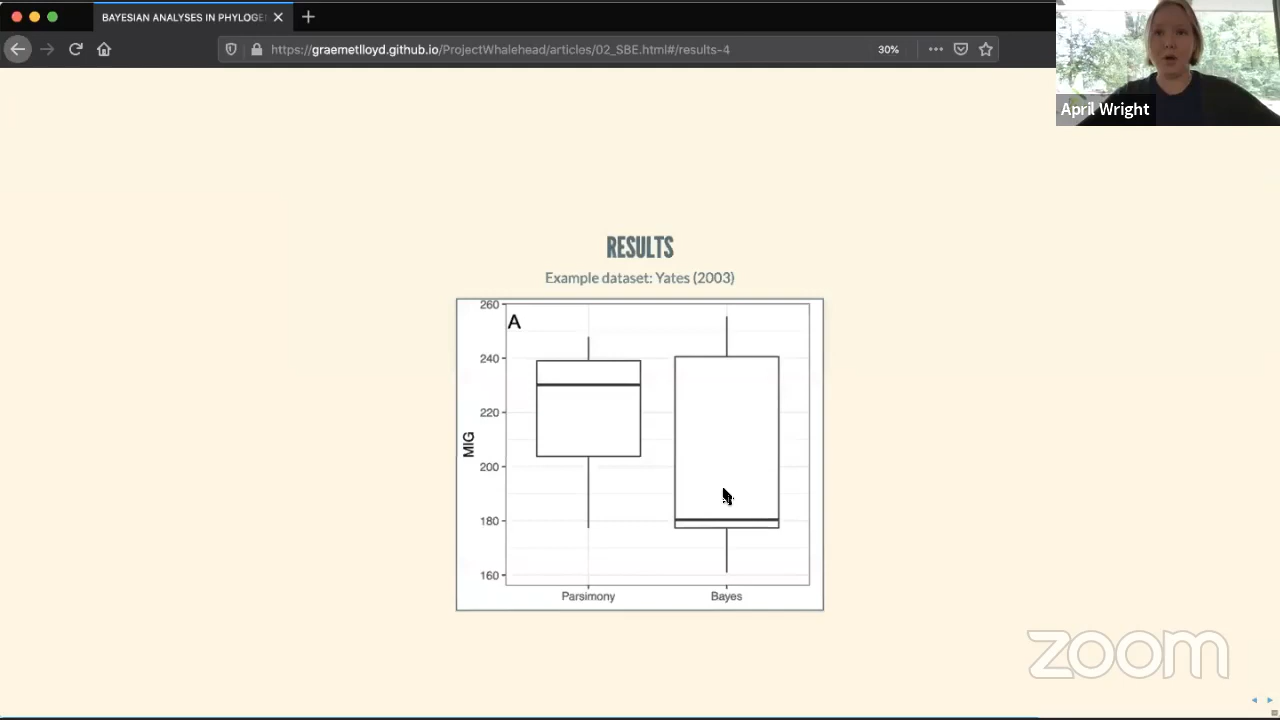 BAYESIAN ANALYSES IN PHYLOGE
https://graemetlloyd.github.io/ProjectWhalehead/articles/02_SBE.html#/results-4
30%
April Wright
RESULTS
Example dataset: Yates (2003)
A
260
240
220
200
180
160
MIG
Parsimony
Bayes
zoom